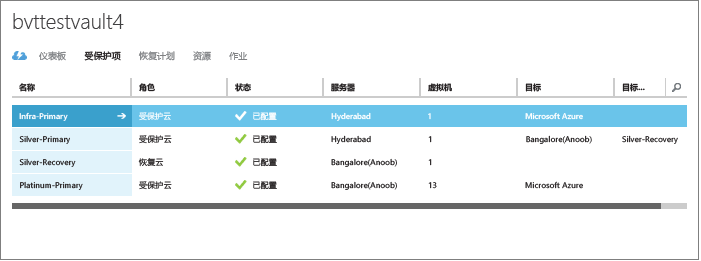 bvttestvault4
仪表板 受保护项 恢复计划 资源 作业
名称 角色 状态 服务器 虚拟机 目标 目标...
Infra-Primary 受保护云 已配置 Hyderabad 1 Microsoft Azure
Silver-Primary 受保护云 已配置 Hyderabad 1 Bangalore(Anoob) Silver-Recovery
Silver-Recovery 恢复云 已配置 Bangalore(Anoob) 1
Platinum-Primary 受保护云 已配置 Bangalore(Anoob) 13 Microsoft Azure